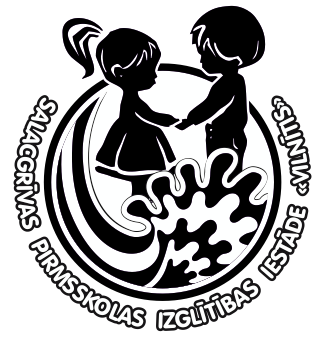 SALACGRĪVAS PIRMSSKOLAS IZGLĪTĪBAS IESTĀDE «VILNĪTIS»